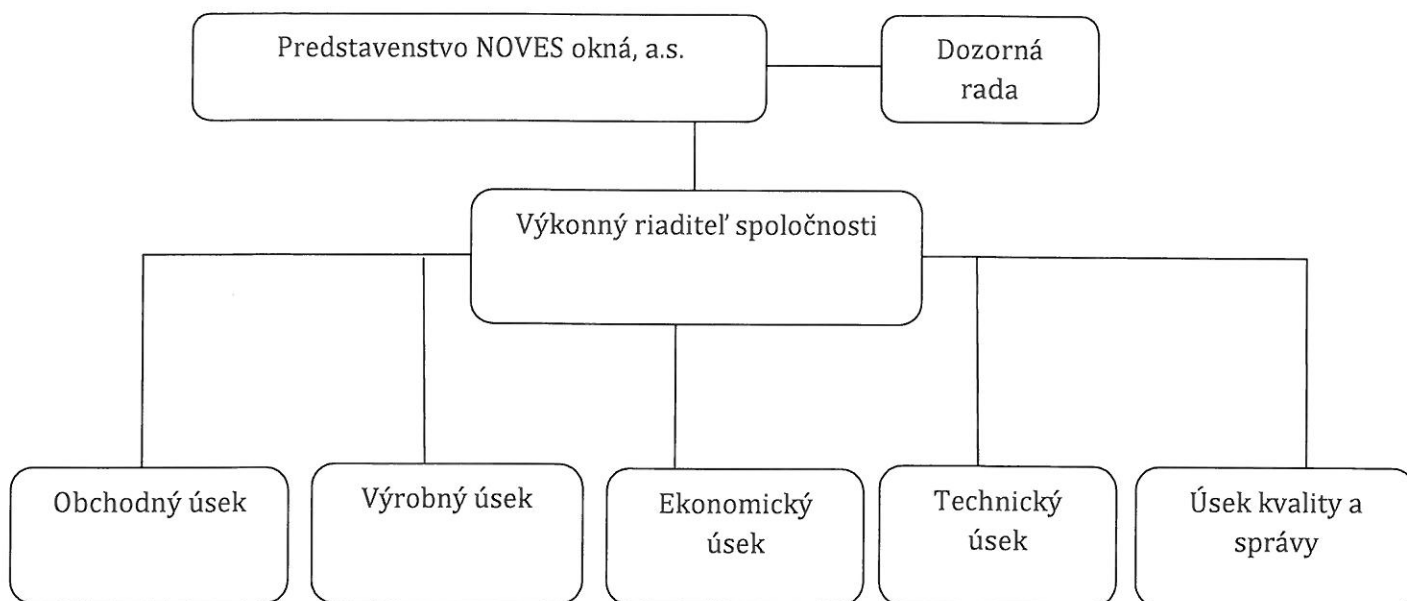 Predstavenstvo NOVES okná, a.s.
Dozorná
rada
Výkonný riaditeľ spoločnosti
Obchodný úsek
Výrobný úsek
Ekonomický
úsek
Technický
úsek
Úsek kvality a
správy